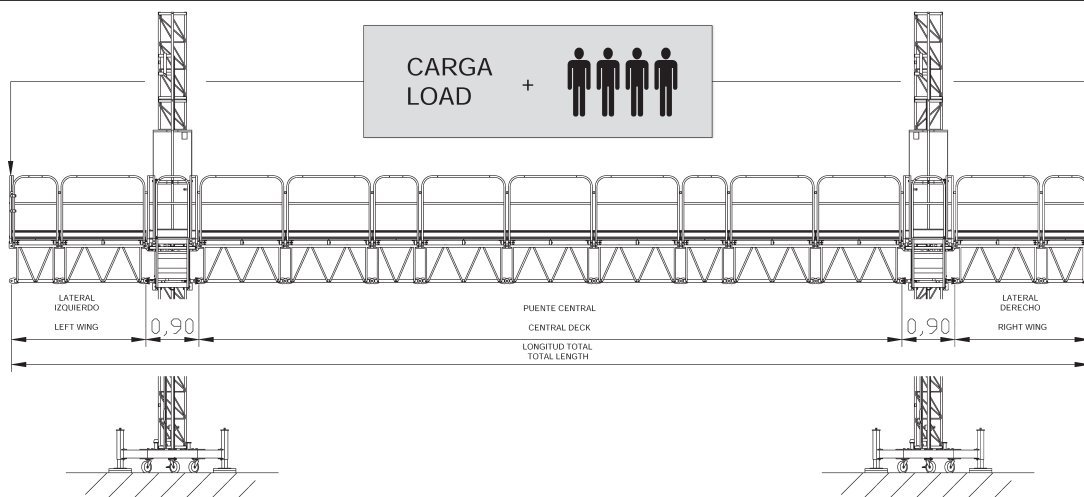 CARGA
LOAD
+
LATERAL
IZQUIERDO
LEFT WING
0,90
PUENTE CENTRAL
CENTRAL DECK
LONGITUD TOTAL
TOTAL LENGTH
0,90
LATERAL
DERECHO
RIGHT WING